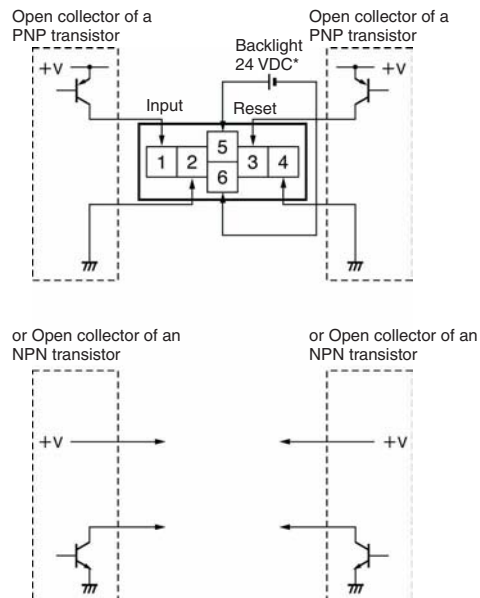 Open collector of a
PNP transistor
Open collector of a
PNP transistor
Backlight
24 VDC*
+V
+V
Input
Reset
1 2 5 3 4
6
or Open collector of an
NPN transistor
or Open collector of an
NPN transistor
+V
+V